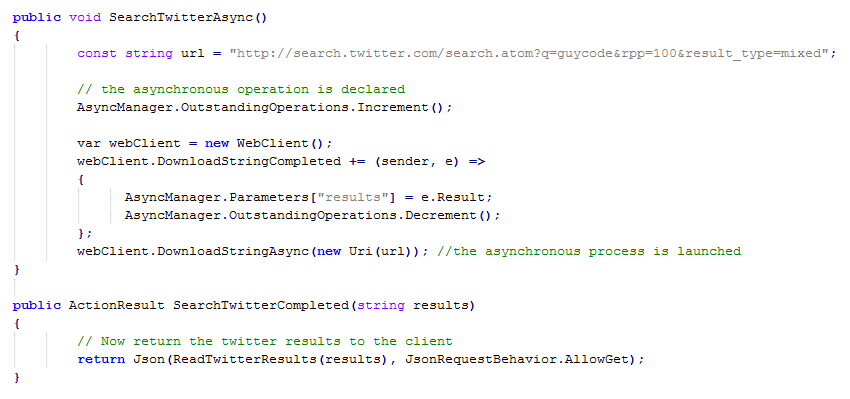 public void SearchTwitterAsync()
{
const string url = "http://search.twitter.com/search.atom?q=guycode&rpp=100&result_type=mixed";
// the asynchronous operation is declared
AsyncManager.OutstandingOperations.Increment();
var webClient = new WebClient();
webClient.DownloadStringCompleted += (sender, e) =>
{
AsyncManager.Parameters["results"] = e.Result;
AsyncManager.OutstandingOperations.Decrement();
};
webClient.DownloadStringAsync(new Uri(url)); //the asynchronous process is launched
}
public ActionResult SearchTwitterCompleted(string results)
{
// Now return the twitter results to the client
return Json(ReadTwitterResults(results), JsonRequestBehavior.AllowGet);
}